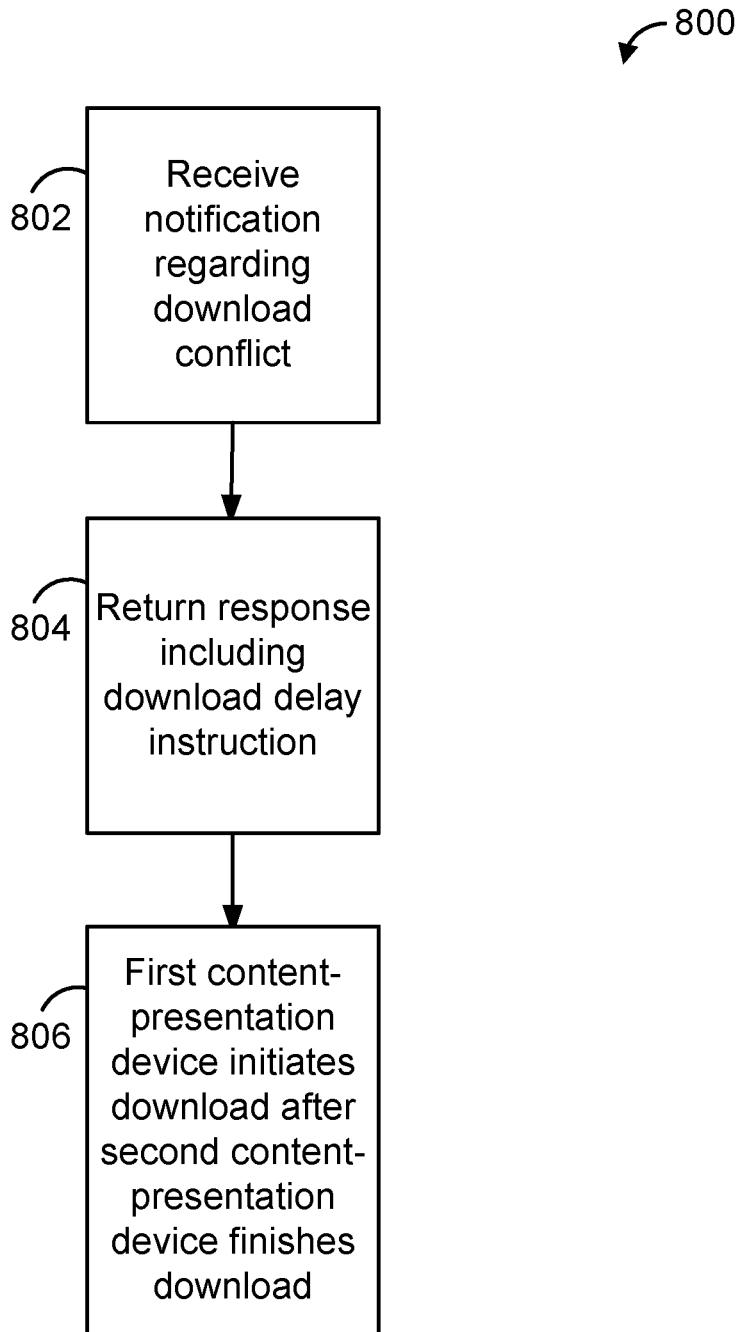 800
802
Receive
notification
regarding
download
conflict
804
Return response
including
download delay
instruction
806
First content-
presentation
device initiates
download after
second content-
presentation
device finishes
download